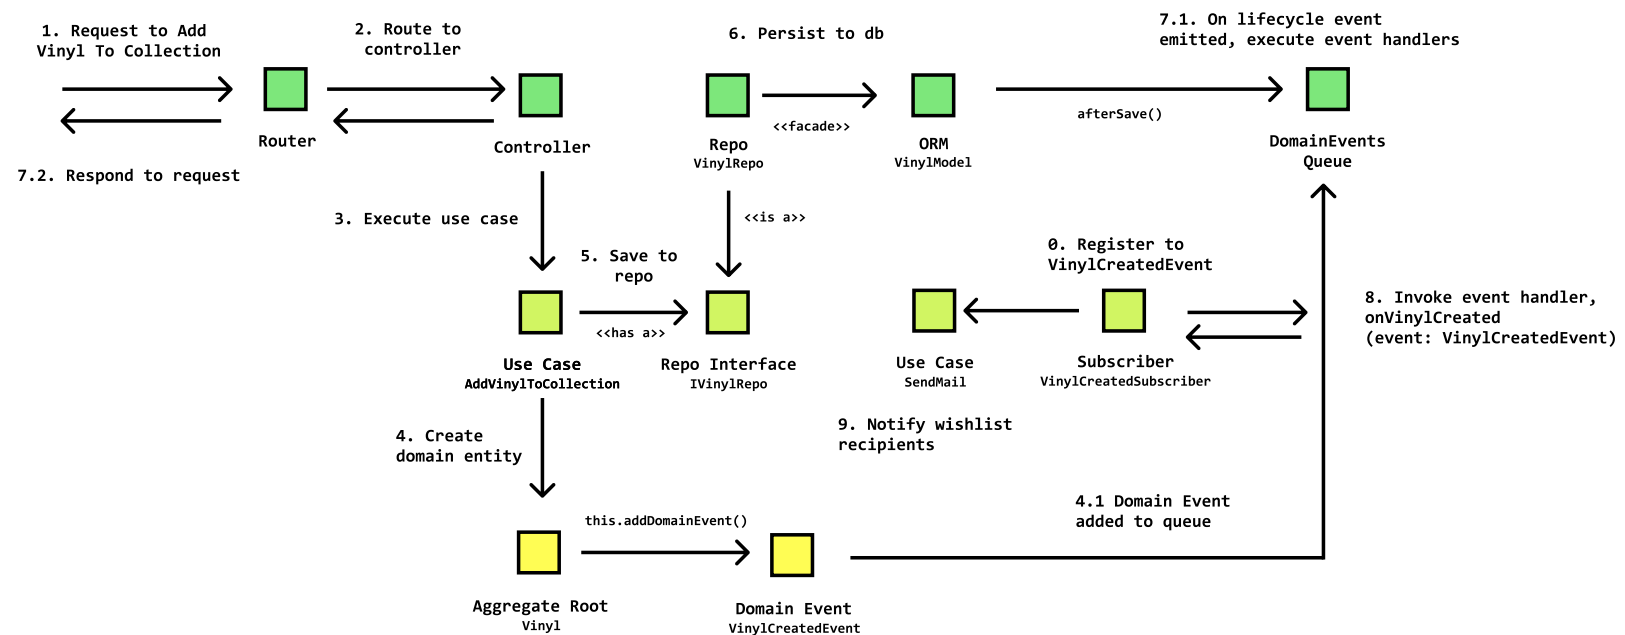 1. Request to Add
Vinyl To Collection
2. Route to
controller
6. Persist to db
7.1. On lifecycle event
emitted, execute event handlers
<<facade>>
afterSave()
Router
Controller
Repo
VinylRepo
ORM
VinylModel
DomainEvents
Queue
7.2. Respond to request
3. Execute use case
<<is a>>
5. Save to
repo
0. Register to
VinylCreatedEvent
8. Invoke event handler,
onVinylCreated
(event: VinylCreatedEvent)
<<has a>>
Use Case
AddVinylToCollection
Repo Interface
IVinylRepo
Use Case
SendMail
Subscriber
VinylCreatedSubscriber
9. Notify wishlist
recipients
4. Create
domain entity
4.1 Domain Event
added to queue
this.addDomainEvent()
Aggregate Root
Vinyl
Domain Event
VinylCreatedEvent